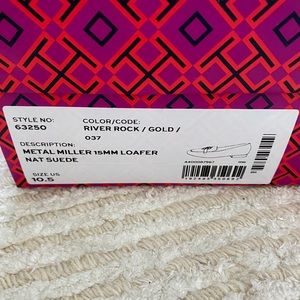 STYLE NO:
63250
COLOR/CODE:
RIVER ROCK / GOLD /
037
DESCRIPTION:
METAL MILLER 15MM LOAFER
NAT SUEDE
SIZE US
10.5